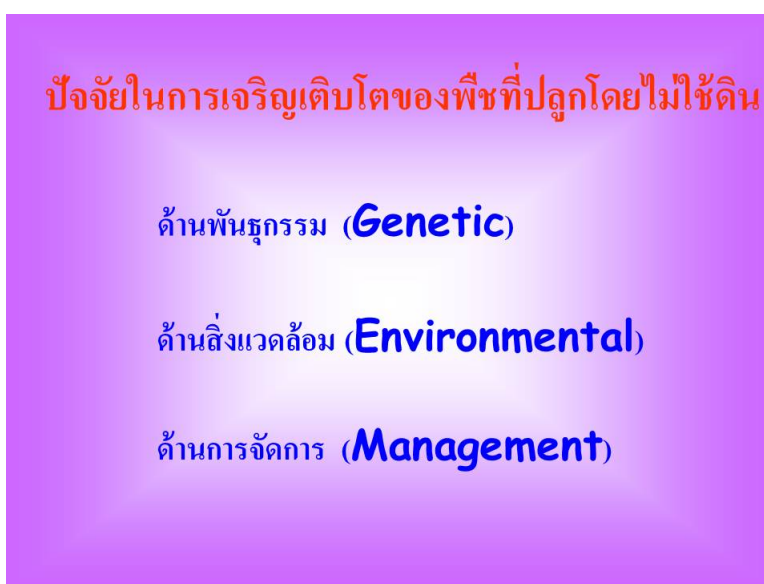 ปัจจัยในการเจริญเติบโตของพืชที่ปลูกโดยไม่ใช้ดิน
ด้านพันธุกรรม (Genetic)
ด้านสิ่งแวดล้อม (Environmental)
ด้านการจัดการ (Management)